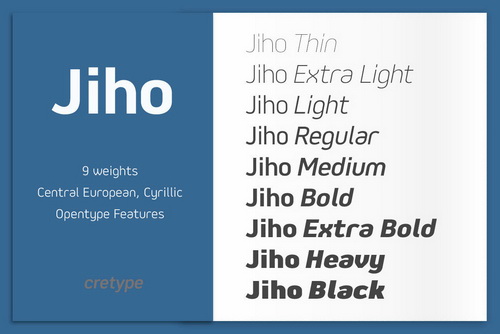 Jiho
9 weights
Central European, Cyrillic
Opentype Features
cretype
Jiho Thin
Jiho Extra Light
Jiho Light
Jiho Regular
Jiho Medium
Jiho Bold
Jiho Extra Bold
Jiho Heavy
Jiho Black